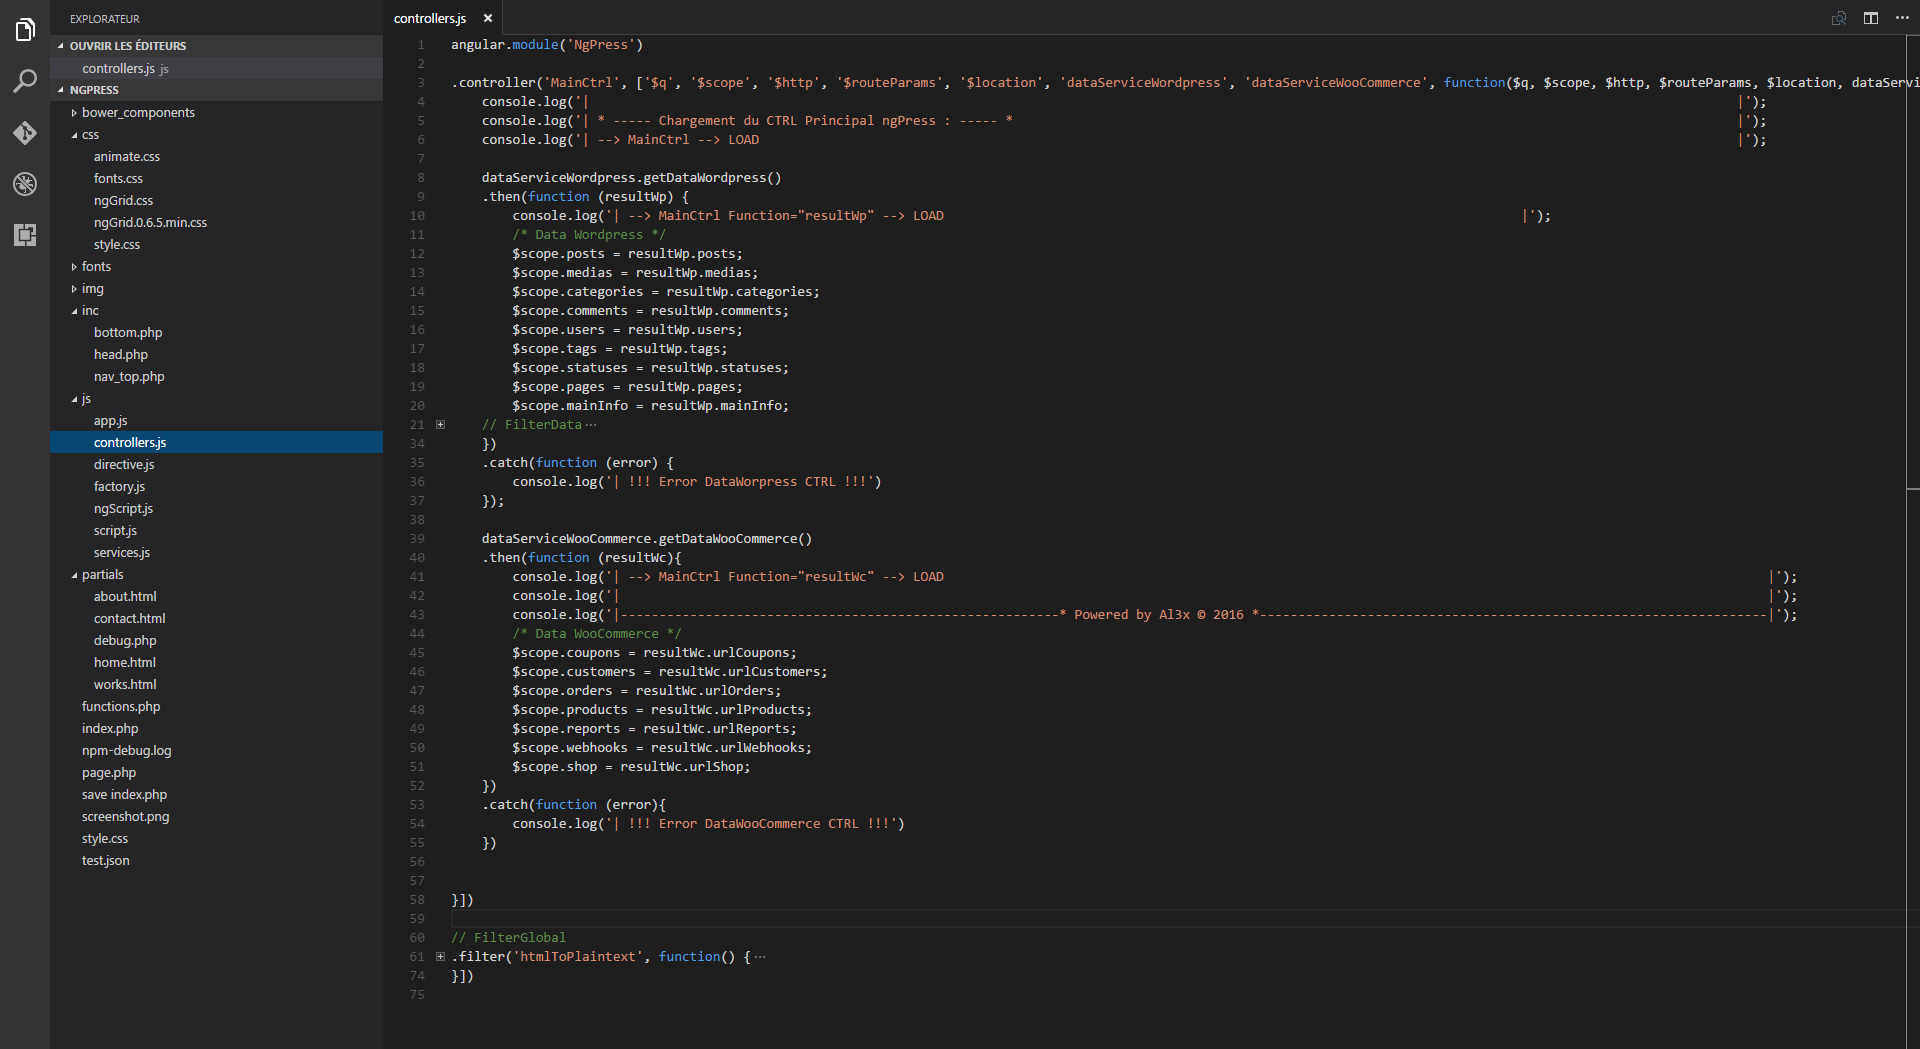 EXPLORATEUR
OUVRIR LES ÉDITEURS
controllers.js js
NGPRESS
bower_components
css
animate.css
fonts.css
ngGrid.css
ngGrid.0.6.5.min.css
style.css
fonts
img
inc
bottom.php
head.php
nav_top.php
js
app.js
controllers.js
directive.js
factory.js
ngScript.js
script.js
services.js
partials
about.html
contact.html
debug.php
home.html
works.html
functions.php
index.php
npm-debug.log
page.php
save index.php
screenshot.png
style.css
test.json
controllers.js
1 angular.module('NgPress')
2
3 .controller('MainCtrl', ['$q', '$scope', '$http', '$routeParams', '$location', 'dataServiceWordpress', 'dataServiceWooCommerce', function($q, $scope, $http, $routeParams, $location, dataServi
4 console.log('| |');
5 console.log('| * ----- Chargement du CTRL Principal ngPress : ----- * |');
6 console.log('| --> MainCtrl --> LOAD |');
7
8 dataServiceWordpress.getDataWordpress()
9 .then(function (resultWp) {
10 console.log('| --> MainCtrl Function="resultWp" --> LOAD |');
11 /* Data Wordpress */
12 $scope.posts = resultWp.posts;
13 $scope.medias = resultWp.medias;
14 $scope.categories = resultWp.categories;
15 $scope.comments = resultWp.comments;
16 $scope.users = resultWp.users;
17 $scope.tags = resultWp.tags;
18 $scope.statuses = resultWp.statuses;
19 $scope.pages = resultWp.pages;
20 $scope.mainInfo = resultWp.mainInfo;
21 // FilterData ···
34 })
35 .catch(function (error) {
36 console.log('| !!! Error DataWorpress CTRL !!!')
37 });
38
39 dataServiceWooCommerce.getDataWooCommerce()
40 .then(function (resultWc){
41 console.log('| --> MainCtrl Function="resultWc" --> LOAD |');
42 console.log('| |');
43 console.log('|---------------------------------------------------------* Powered by Al3x © 2016 *------------------------------------------------------------------|');
44 /* Data WooCommerce */
45 $scope.coupons = resultWc.urlCoupons;
46 $scope.customers = resultWc.urlCustomers;
47 $scope.orders = resultWc.urlOrders;
48 $scope.products = resultWc.urlProducts;
49 $scope.reports = resultWc.urlReports;
50 $scope.webhooks = resultWc.urlWebhooks;
51 $scope.shop = resultWc.urlShop;
52 })
53 .catch(function (error){
54 console.log('| !!! Error DataWooCommerce CTRL !!!')
55 })
56
57
58 }])
59
60 // FilterGlobal
61 .filter('htmlToPlaintext', function() { ···
74 }])
75